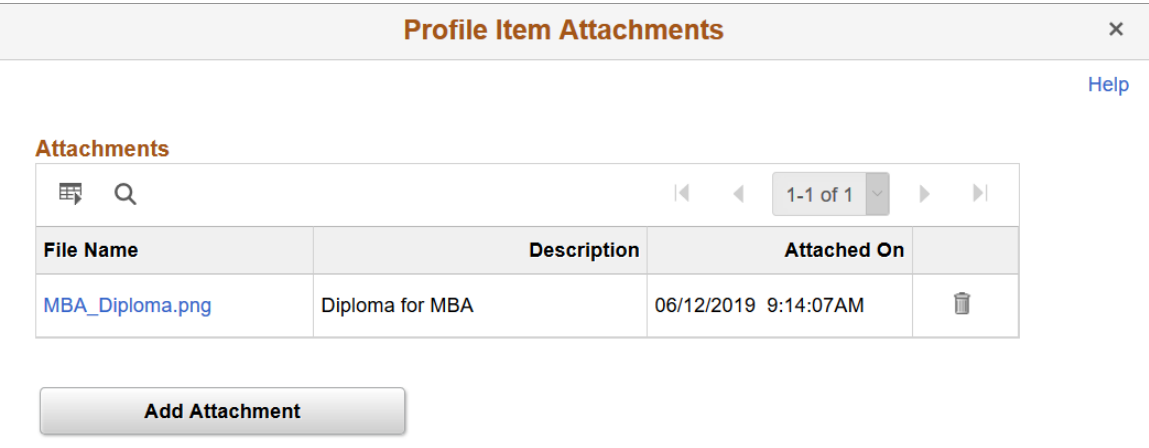 Profile Item Attachments
Help
Attachments
1-1 of 1
File Name Description Attached On
MBA_Diploma.png Diploma for MBA 06/12/2019 9:14:07AM
Add Attachment